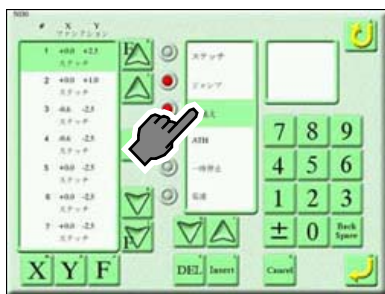 # X Y
ファンクション
1 +0.0 +2.5
ステッチ
2 +0.0 +1.0
ステッチ
3 -0.6 -2.5
ステッチ
4 -0.6 -2.5
ステッチ
5 +0.0 -2.5
ステッチ
6 +0.0 -2.5
ステッチ
7 +0.0 -2.5
ステッチ
ステッチ
ジャンプ
ATH
一時停止
低速
7 8 9
4 5 6
1 2 3
± 0 Back Space
X Y F
DEL Insert
Cancel